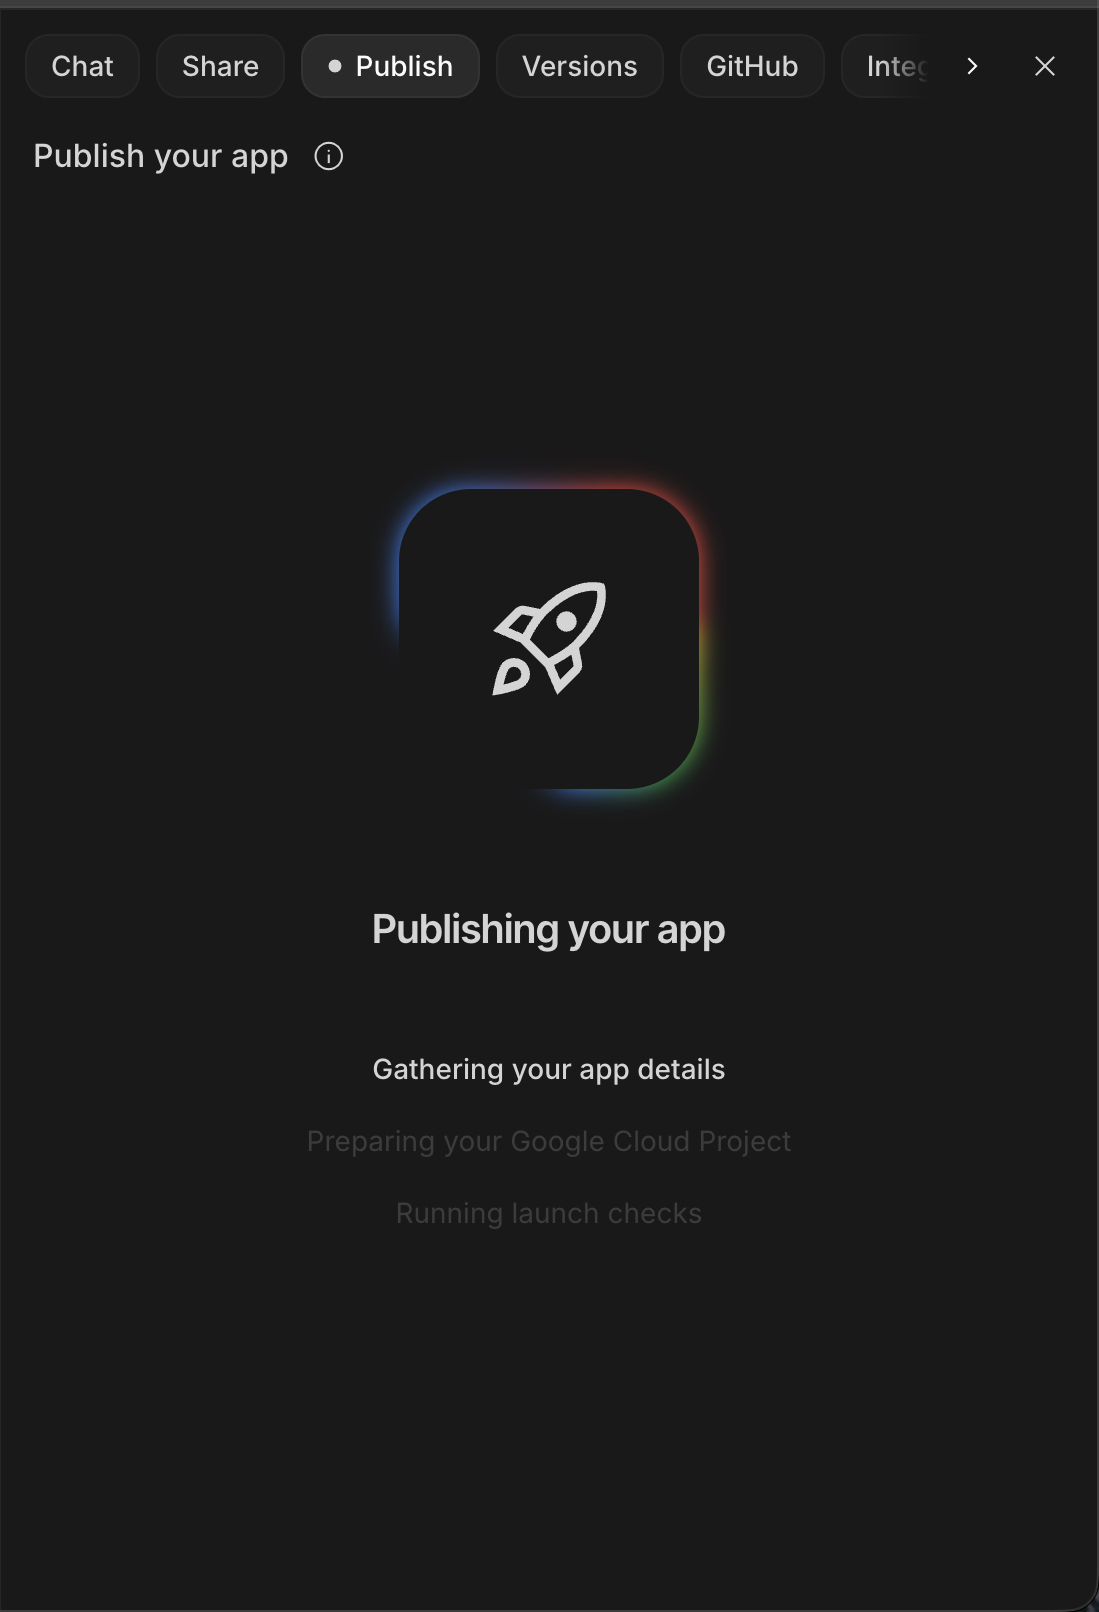 Chat
Share
Publish
Versions
GitHub
Publish your app
Publishing your app
Gathering your app details
Preparing your Google Cloud Project
Running launch checks